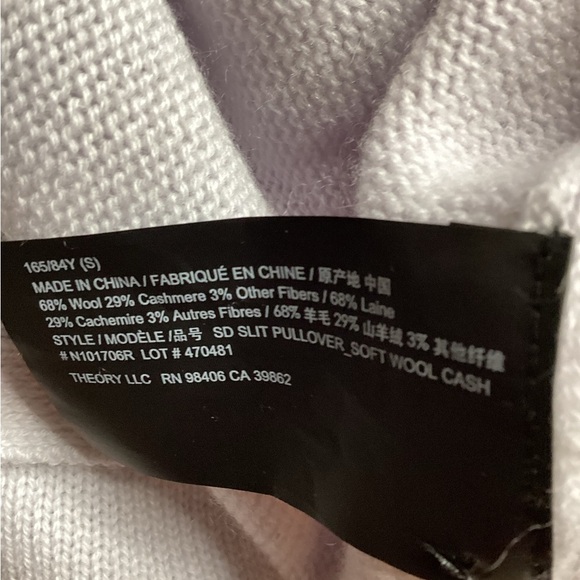 165/84Y (S)
MADE IN CHINA / FABRIQUÉ EN CHINE / 原产地 中国
68% Wool 29% Cashmere 3% Other Fibers / 68% Laine
29% Cachemire 3% Autres Fibres / 68% 羊毛 29% 山羊绒 3% 其他纤维
STYLE / MODÈLE / 品号 SD SLIT PULLOVER_SOFT WOOL CASH
# N101706R LOT # 470481
THEORY LLC RN 98406 CA 39862